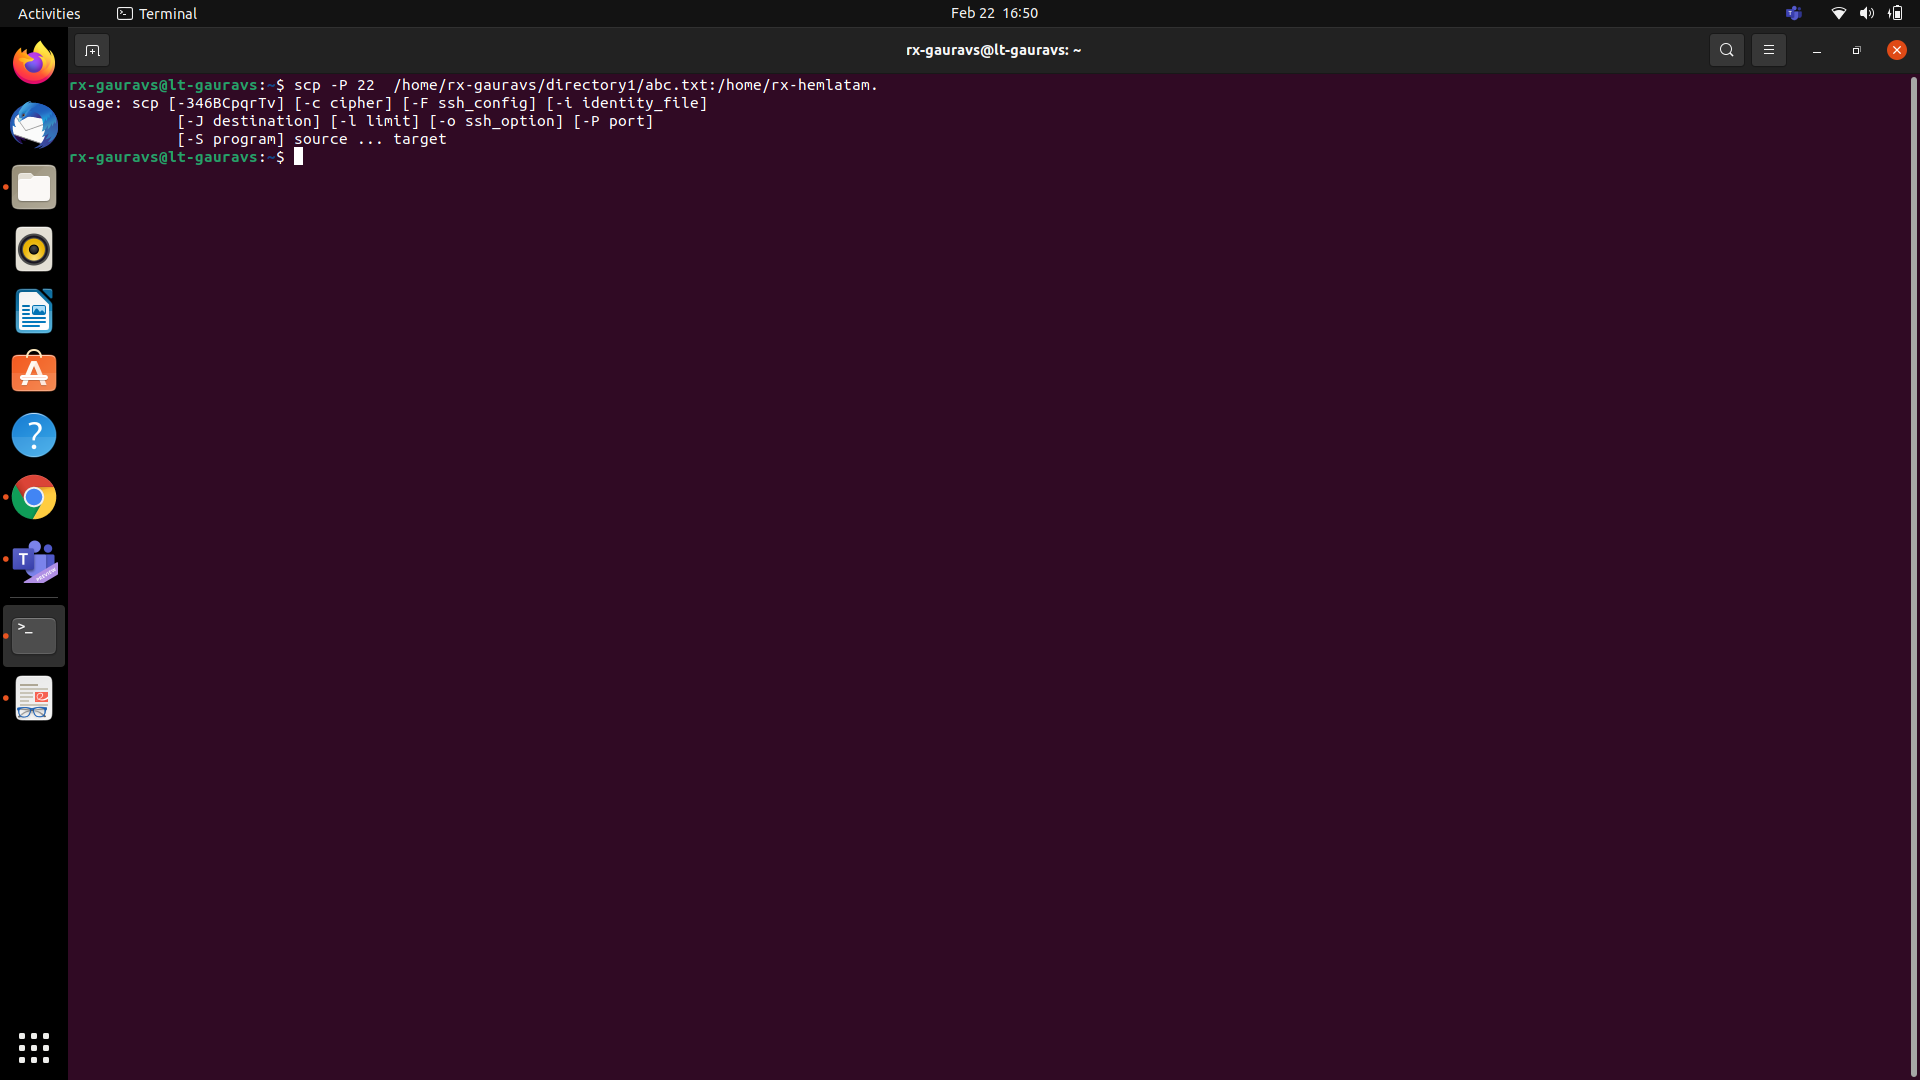 Activities Terminal Feb 22 16:50
rx-gauravs@lt-gauravs: ~
rx-gauravs@lt-gauravs:~$ scp -P 22  /home/rx-gauravs/directory1/abc.txt:/home/rx-hemlatam.
usage: scp [-346BCpqrTv] [-c cipher] [-F ssh_config] [-i identity_file]
            [-J destination] [-l limit] [-o ssh_option] [-P port]
            [-S program] source ... target
rx-gauravs@lt-gauravs:~$